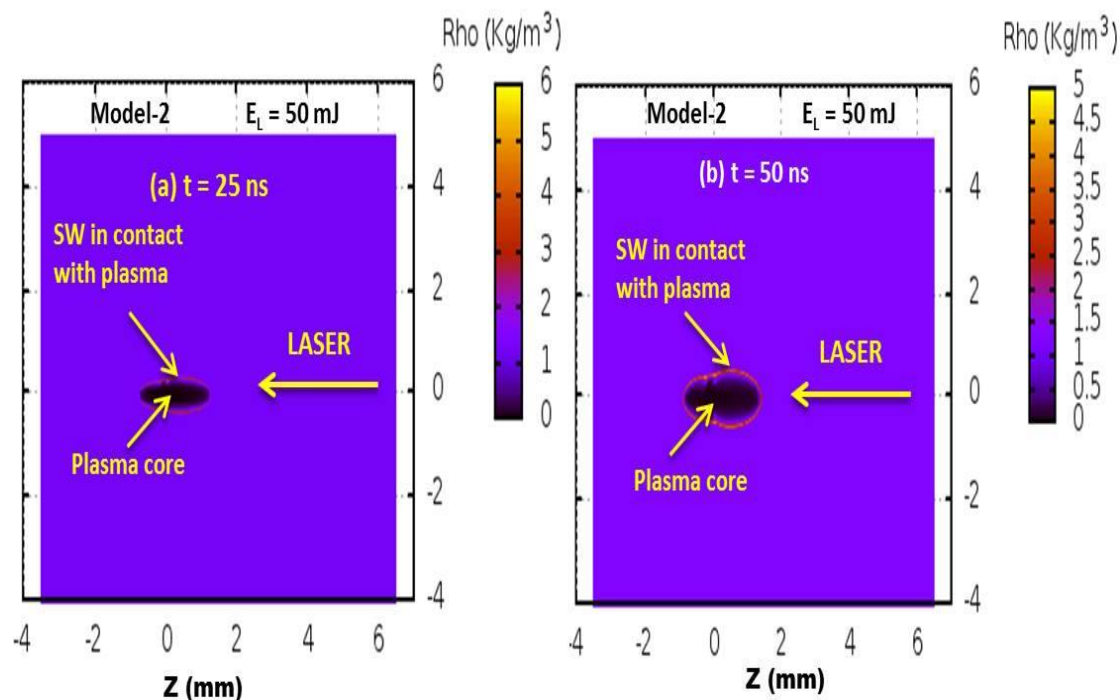 Rho (Kg/m³)
6
5
4
3
2
1
0
Model-2 E_L = 50 mJ
(a) t = 25 ns
SW in contact
with plasma
LASER
Plasma core
6
4
2
0
-2
-4
-4 -2 0 2 4 6
Z (mm)
Rho (Kg/m³)
5
4.5
4
3.5
3
2.5
2
1.5
1
0.5
0
Model-2 E_L = 50 mJ
(b) t = 50 ns
SW in contact
with plasma
LASER
Plasma core
6
4
2
0
-2
-4
-4 -2 0 2 4 6
Z (mm)